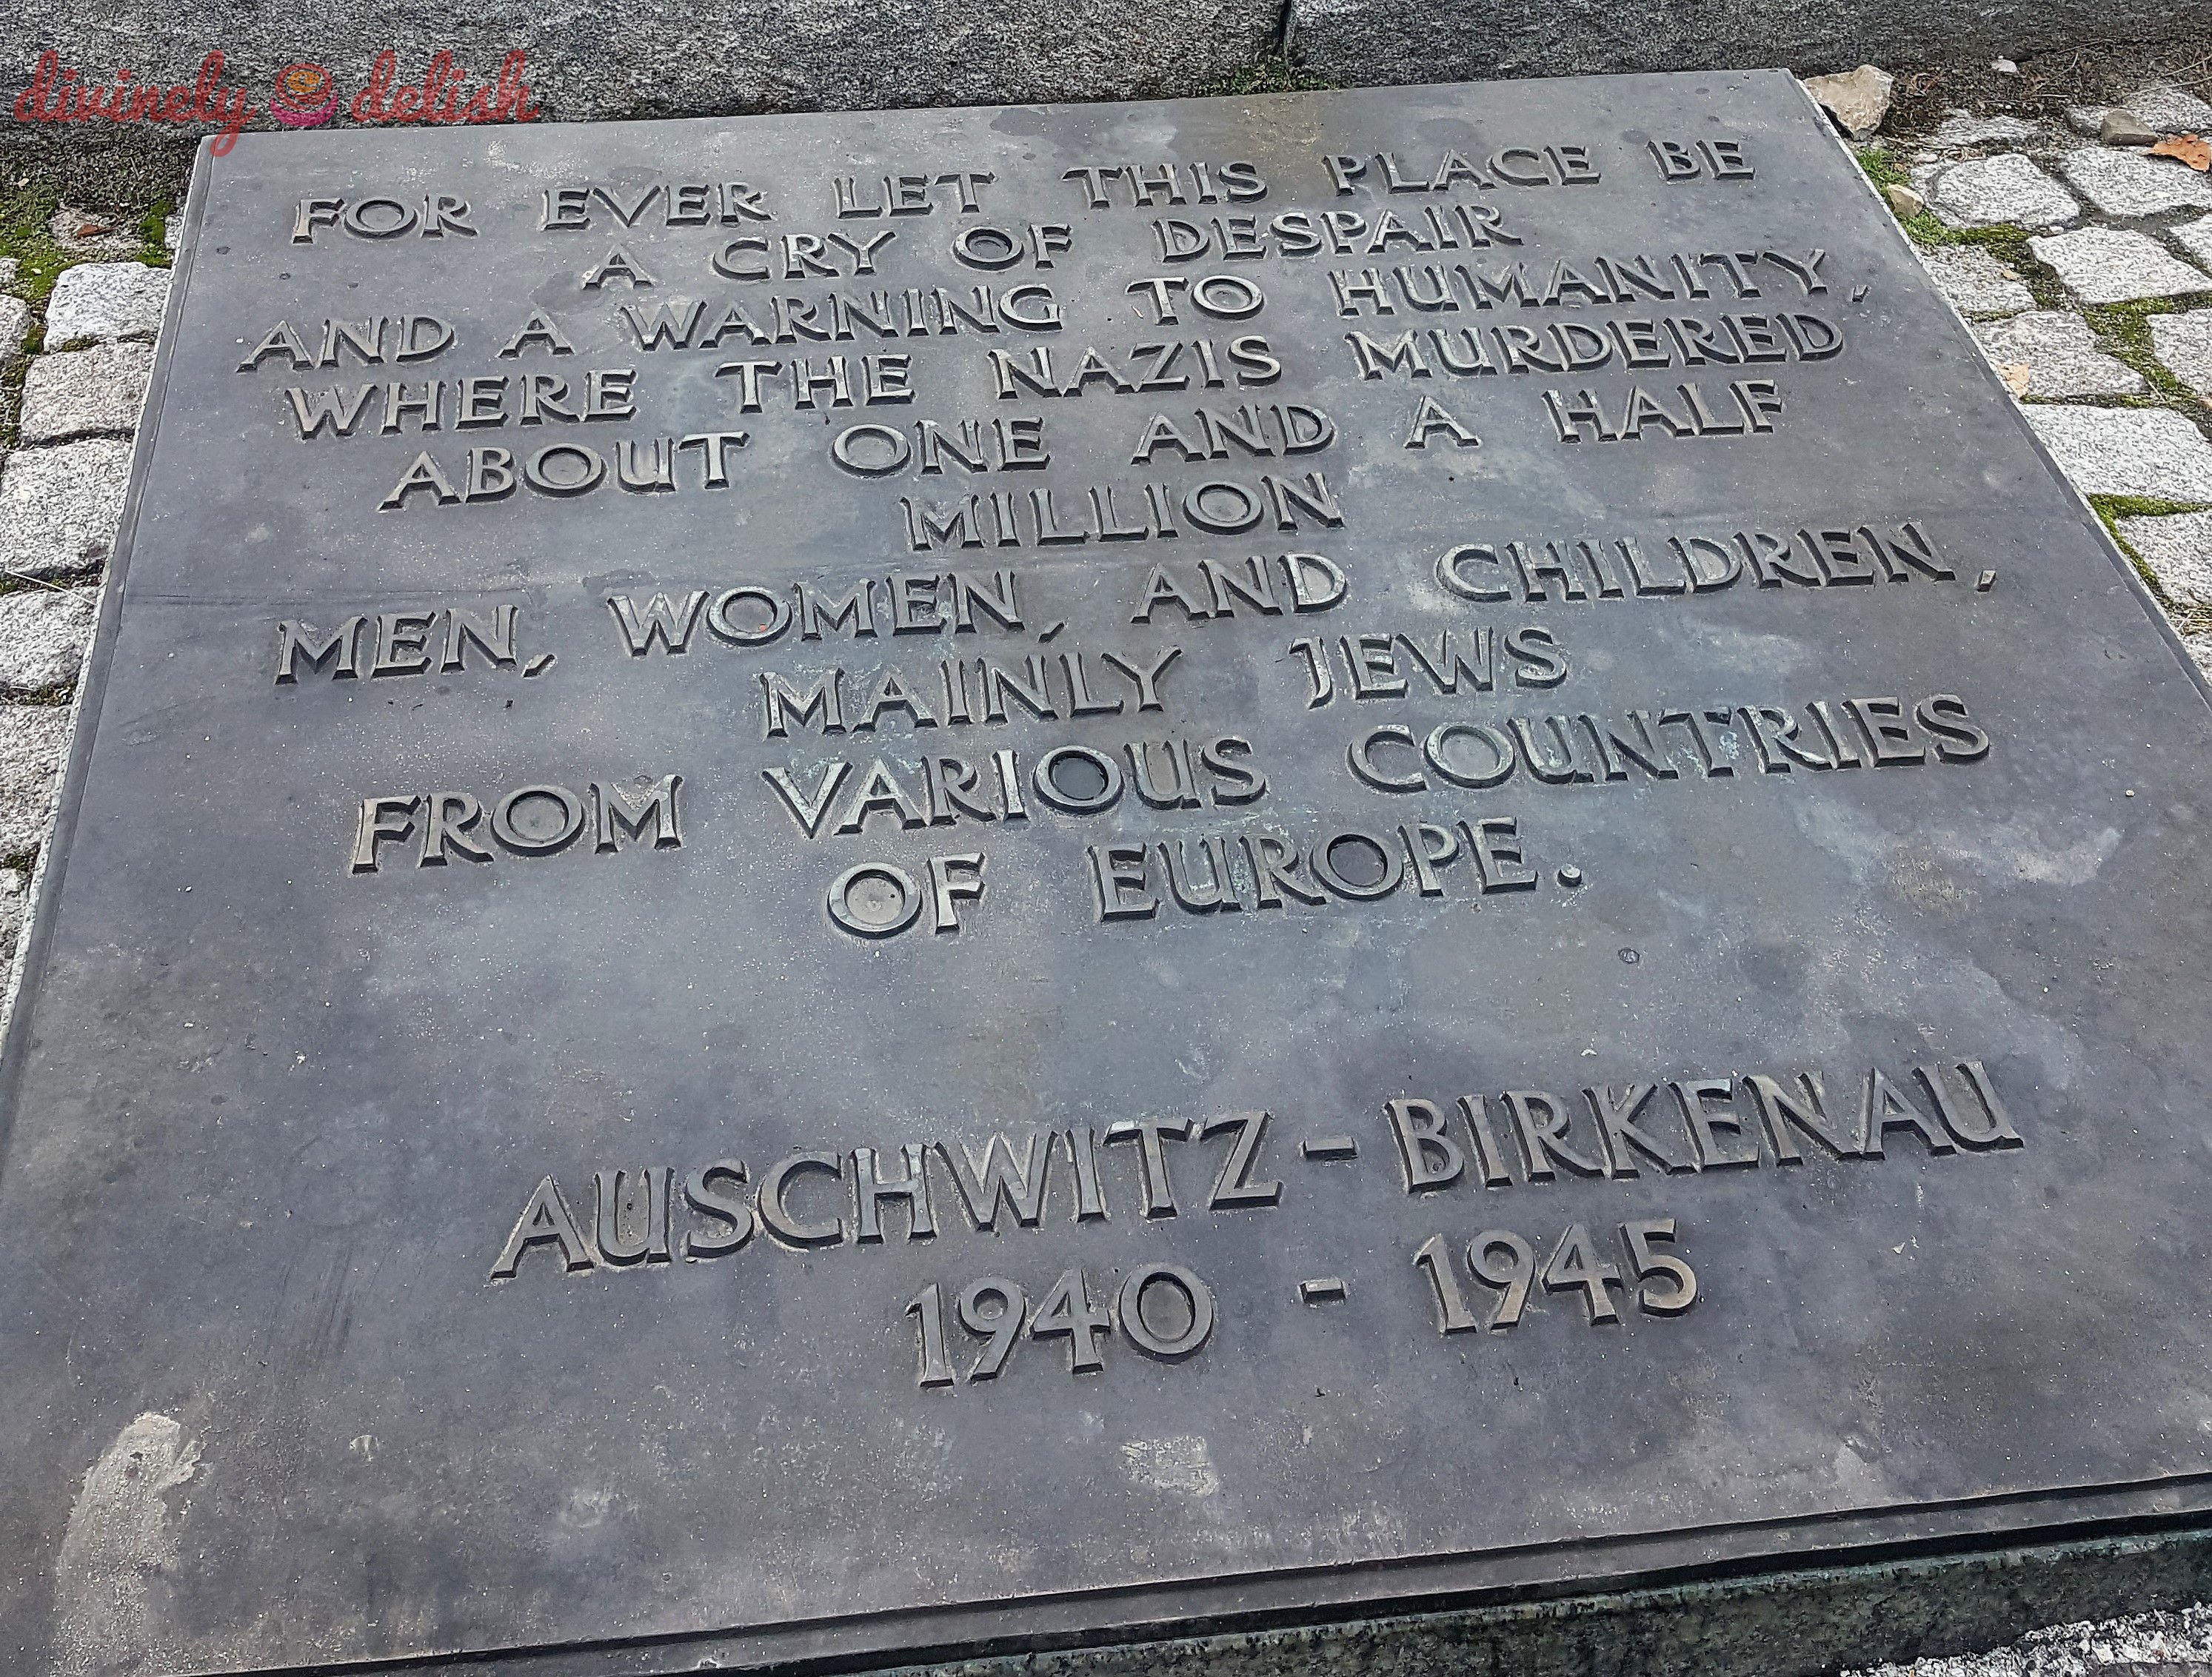 divinely delish
FOR EVER LET THIS PLACE BE
A CRY OF DESPAIR
AND A WARNING TO HUMANITY,
WHERE THE NAZIS MURDERED
ABOUT ONE AND A HALF
MILLION
MEN, WOMEN, AND CHILDREN,
MAINLY JEWS
FROM VARIOUS COUNTRIES
OF EUROPE.
AUSCHWITZ - BIRKENAU
1940 - 1945